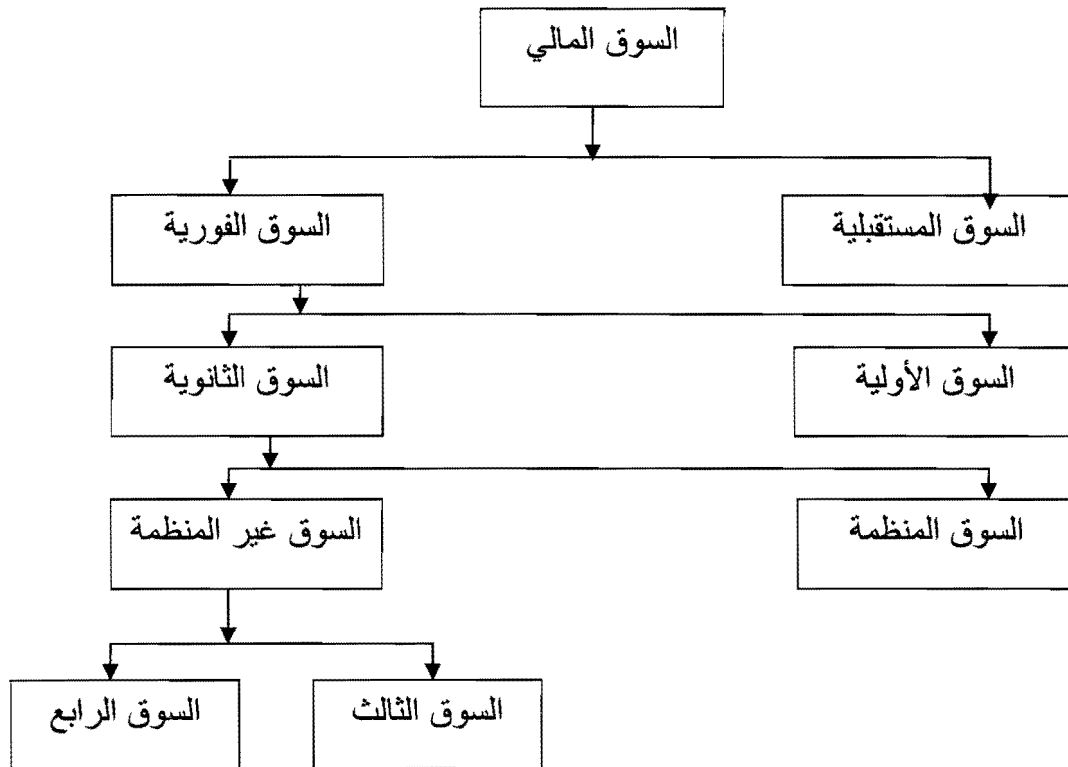 السوق المالي
السوق المستقبلية
السوق الفورية
السوق الأولية
السوق الثانوية
السوق المنظمة
السوق غير المنظمة
السوق الثالث
السوق الرابع